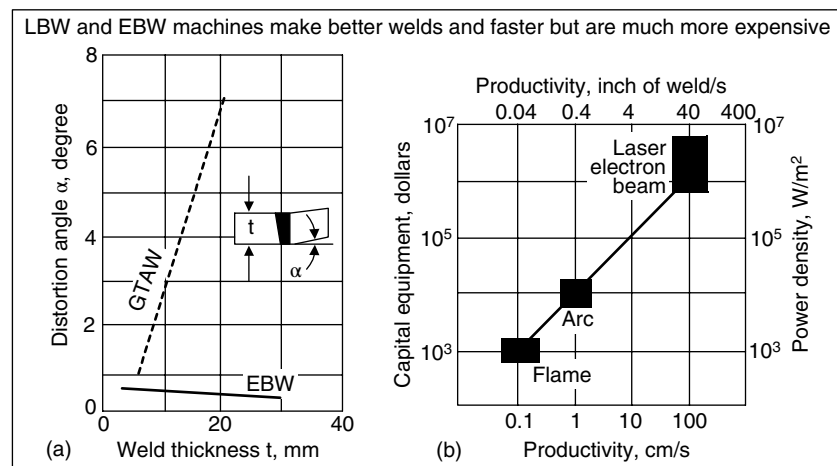 LBW and EBW machines make better welds and faster but are much more expensive
8
6
4
2
0
Distortion angle α, degree
GTAW
EBW
t
α
0
20
40
(a)
Weld thickness t, mm
Productivity, inch of weld/s
0.04
0.4
4
40
400
10⁷
10⁵
10³
Capital equipment, dollars
Laser
electron
beam
Arc
Flame
10⁷
10⁵
10³
Power density, W/m²
0.1
1
10
100
(b)
Productivity, cm/s